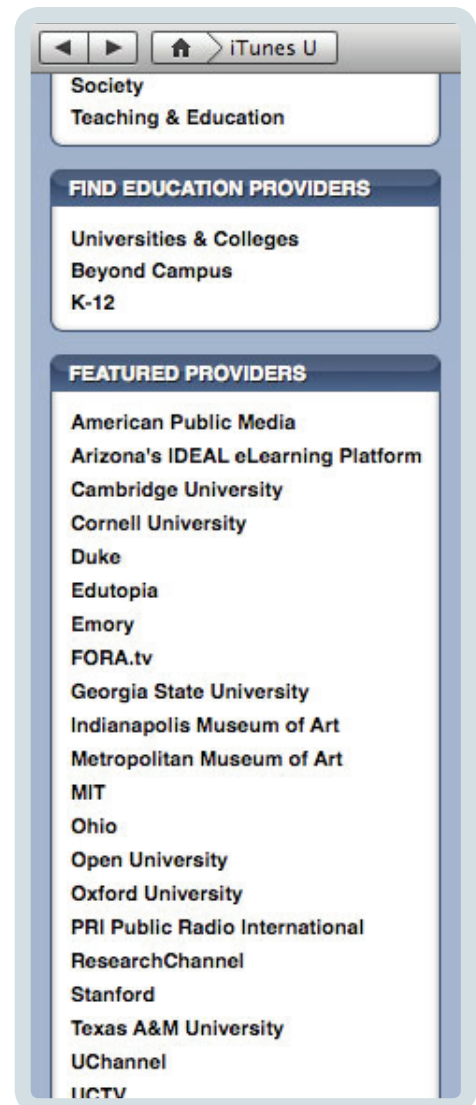 iTunes U
Society
Teaching & Education
FIND EDUCATION PROVIDERS
Universities & Colleges
Beyond Campus
K-12
FEATURED PROVIDERS
American Public Media
Arizona's IDEAL eLearning Platform
Cambridge University
Cornell University
Duke
Edutopia
Emory
FORA.tv
Georgia State University
Indianapolis Museum of Art
Metropolitan Museum of Art
MIT
Ohio
Open University
Oxford University
PRI Public Radio International
ResearchChannel
Stanford
Texas A&M University
UChannel
UCTV